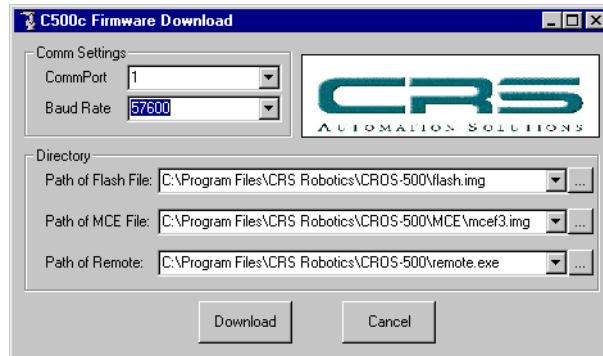 C500c Firmware Download
Comm Settings
CommPort 1
Baud Rate 57600
CRS
AUTOMATION SOLUTIONS
Directory
Path of Flash File: C:\Program Files\CRS Robotics\CROS-500\flash.img ...
Path of MCE File: C:\Program Files\CRS Robotics\CROS-500\MCE\mcef3.img ...
Path of Remote: C:\Program Files\CRS Robotics\CROS-500\remote.exe ...
Download Cancel